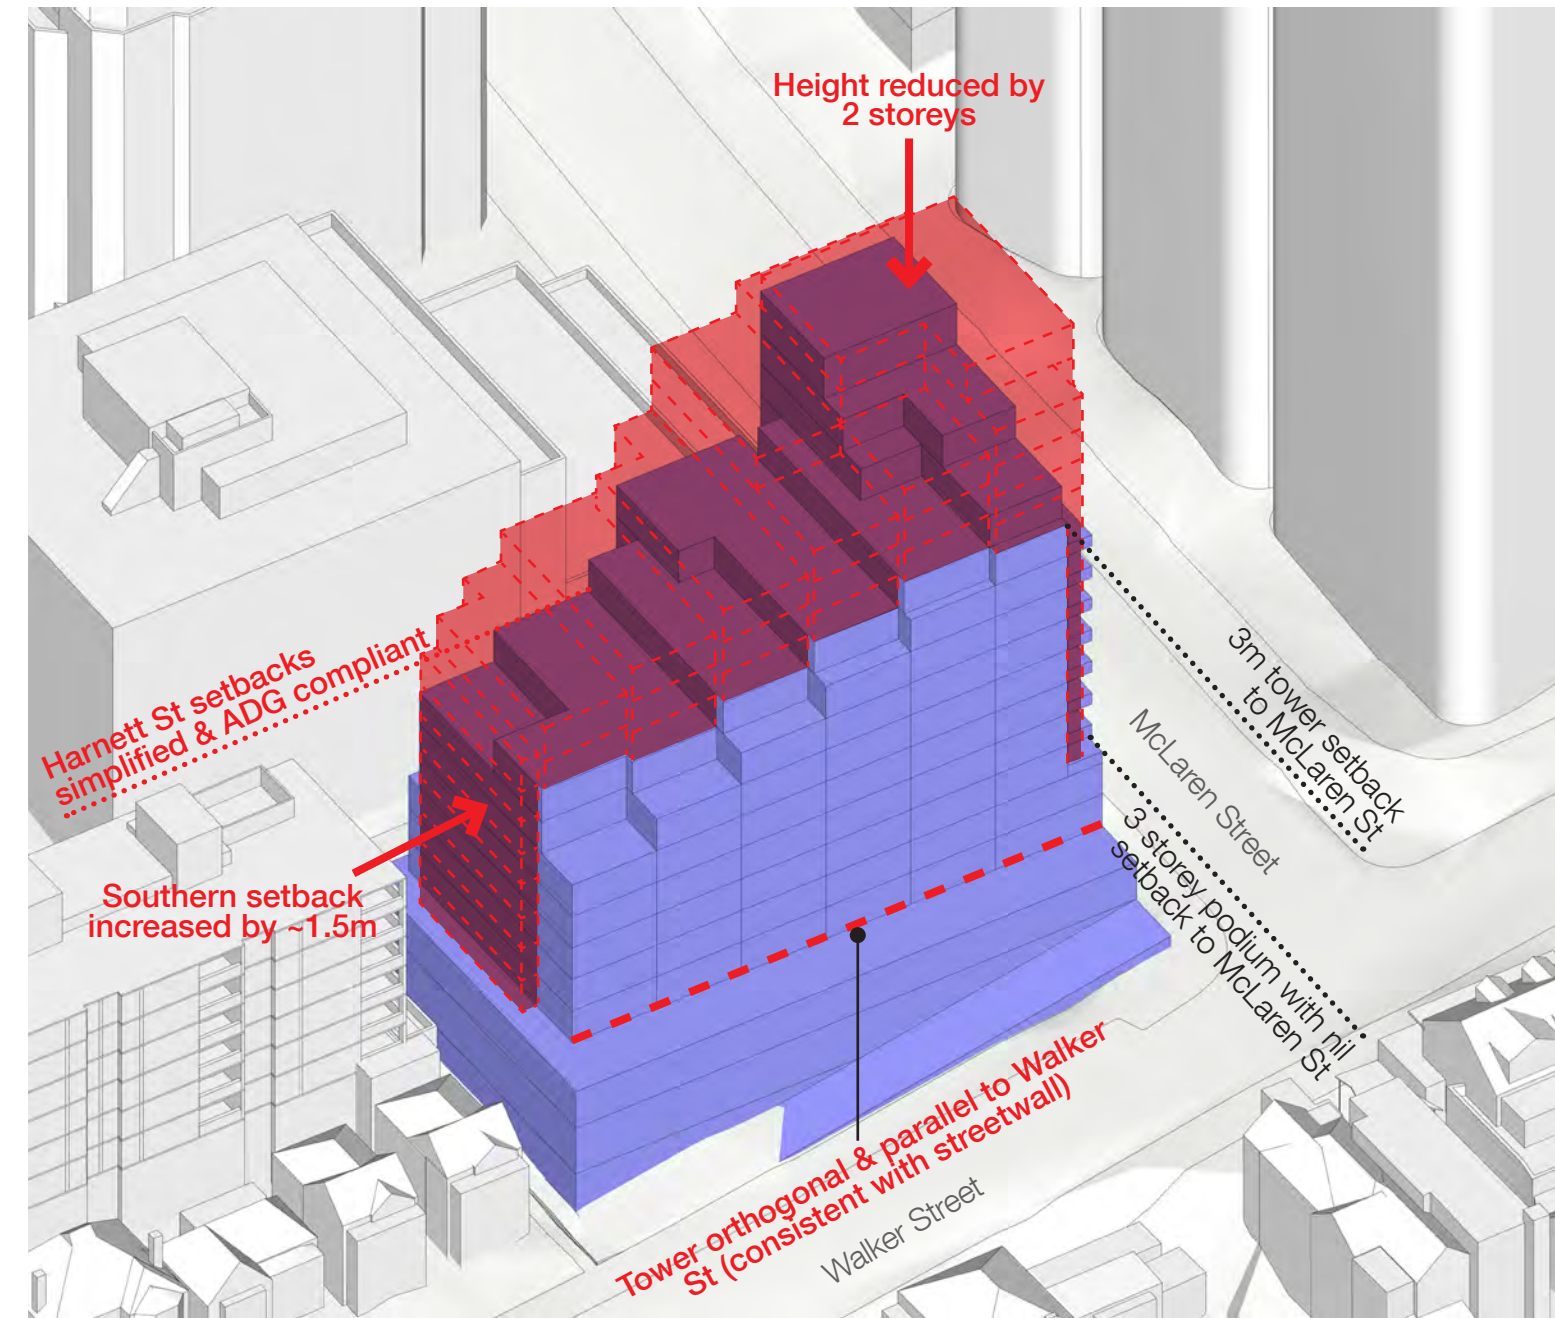 Height reduced by
2 storeys
Harnett St setbacks
simplified & ADG compliant
3m tower setback
to McLaren St
McLaren Street
3 storey podium with nil
setback to McLaren St
Southern setback
increased by ~1.5m
Tower orthogonal & parallel to Walker
St (consistent with streetwall)
Walker Street